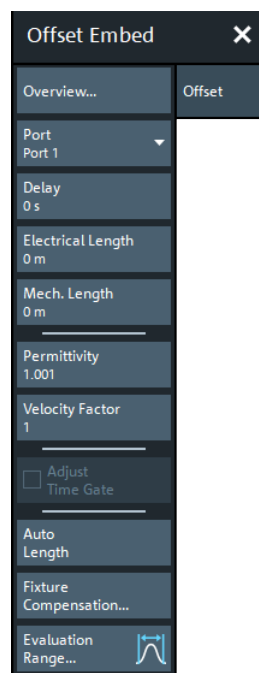 Offset Embed
Overview...
Offset
Port
Port 1
Delay
0 s
Electrical Length
0 m
Mech. Length
0 m
Permittivity
1.001
Velocity Factor
1
Adjust
Time Gate
Auto
Length
Fixture
Compensation...
Evaluation
Range...